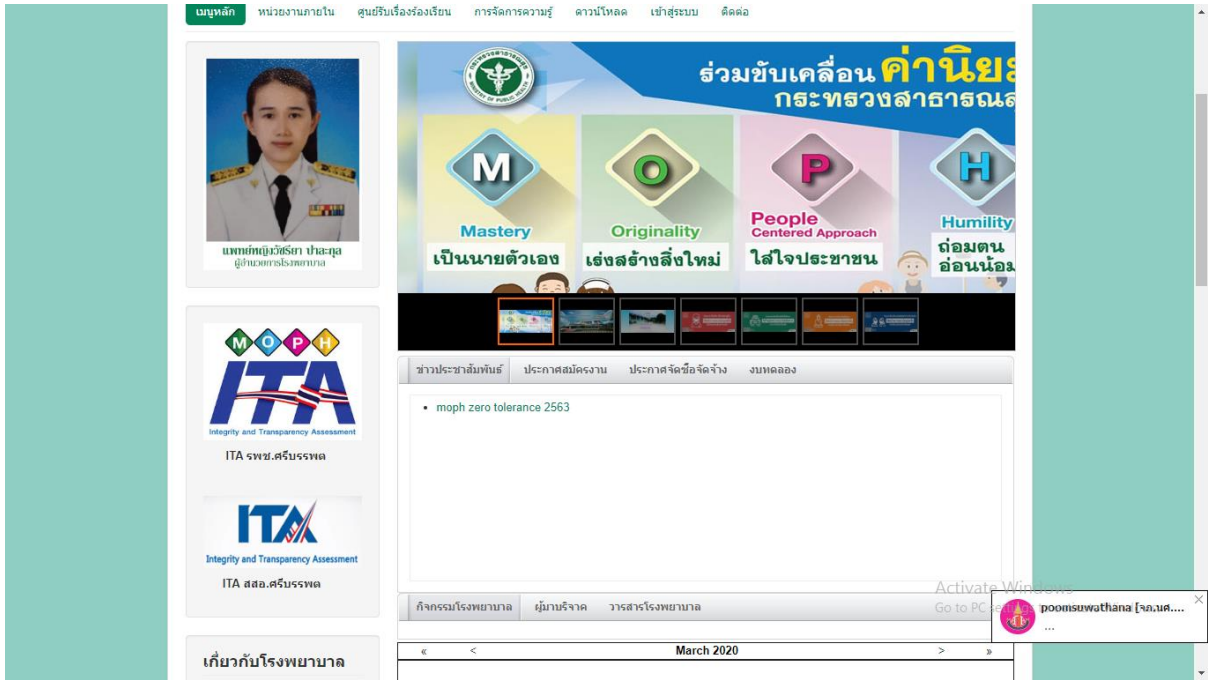 เมนูหลัก หน่วยงานภายใน ศูนย์รับเรื่องร้องเรียน การจัดการความรู้ ดาวน์โหลด เข้าสู่ระบบ ติดต่อ
แพทย์หญิงวัชรียา ปาละกุล
ผู้อำนวยการโรงพยาบาล
MOPH
ITA
Integrity and Transparency Assessment
ITA รพช.ศรีบรรพต
ITA
Integrity and Transparency Assessment
ITA สสอ.ศรีบรรพต
เกี่ยวกับโรงพยาบาล
MINISTRY OF PUBLIC HEALTH
ร่วมขับเคลื่อน ค่านิยม
กระทรวงสาธารณส
M O P H
Mastery
เป็นนายตัวเอง
Originality
เร่งสร้างสิ่งใหม่
People
Centered Approach
ใส่ใจประชาชน
Humility
ถ่อมตน
อ่อนน้อม
ข่าวประชาสัมพันธ์ ประกาศสมัครงาน ประกาศจัดซื้อจัดจ้าง งบทดลอง
moph zero tolerance 2563
กิจกรรมโรงพยาบาล ผู้มาบริจาค วารสารโรงพยาบาล
« < March 2020 > »
Activate Windows
Go to PC
poomsuwathana [จภ.นศ....
...